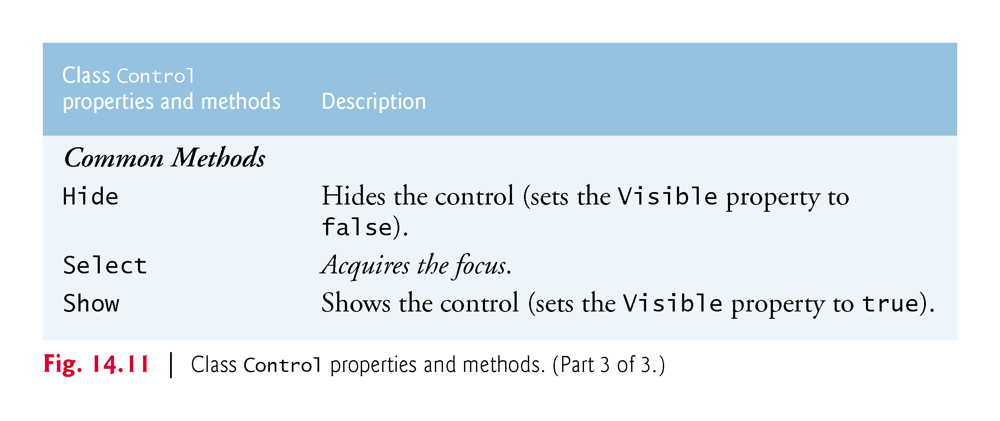 Class Control
properties and methods Description
Common Methods
Hide Hides the control (sets the Visible property to
false).
Select Acquires the focus.
Show Shows the control (sets the Visible property to true).
Fig. 14.11 | Class Control properties and methods. (Part 3 of 3.)